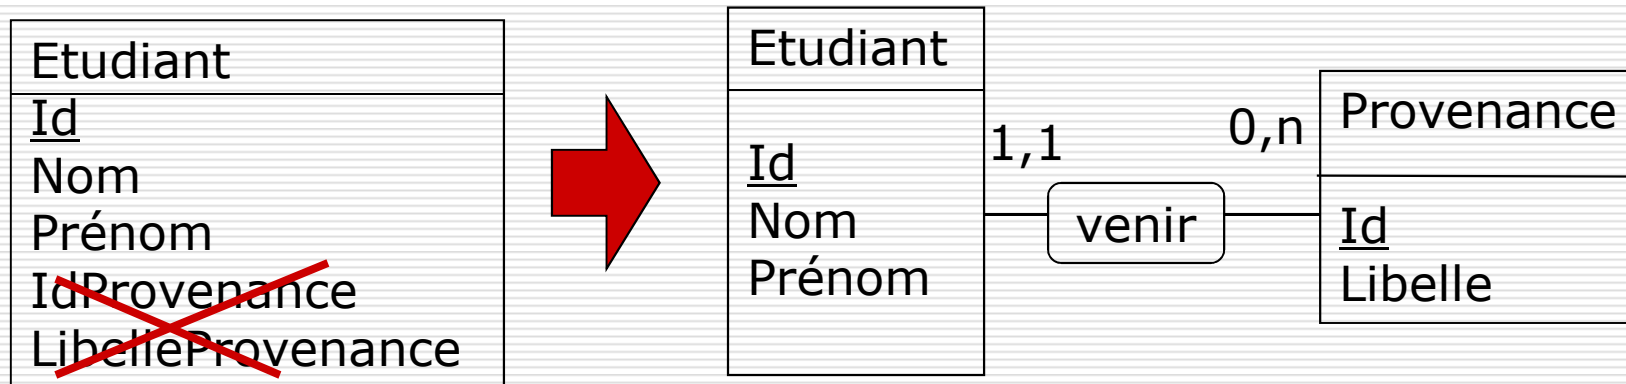 Etudiant
Id
Nom
Prénom
IdProvenance
LibelleProvenance
Etudiant
Id
Nom
Prénom
1,1
venir
0,n
Provenance
Id
Libelle